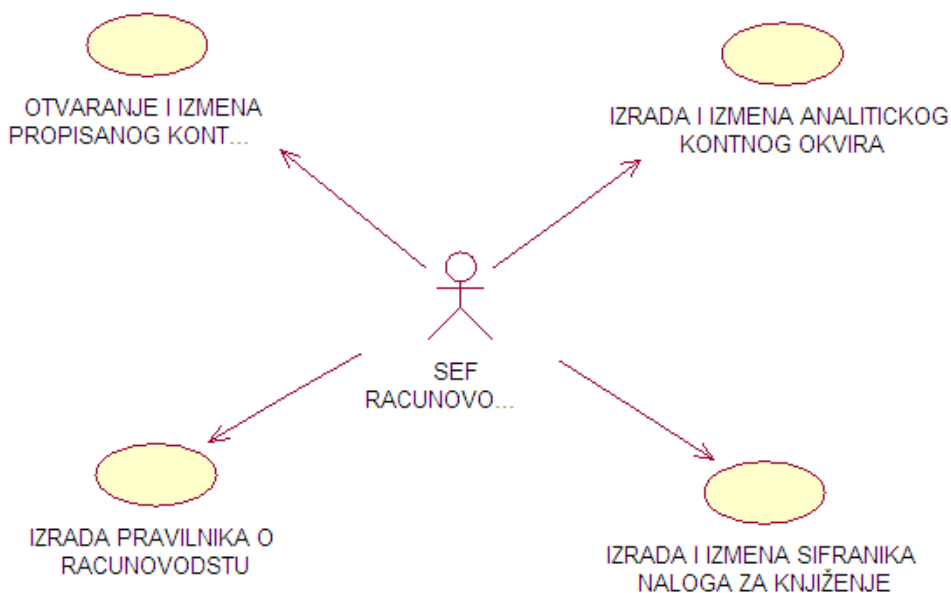 OTVARANJE I IZMENA
PROPISANOG KONT...
IZRADA I IZMENA ANALITICKOG
KONTNOG OKVIRA
SEF
RACUNOVO...
IZRADA PRAVILNIKA O
RACUNOVODSTU
IZRADA I IZMENA SIFRANIKA
NALOGA ZA KNJIŽENJE